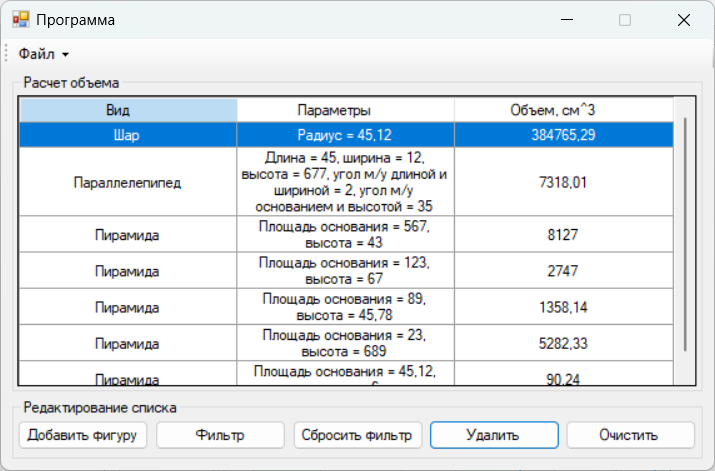 Программа
Файл
Расчет объема
Вид Параметры Объем, см^3
Шар Радиус = 45,12 384765,29
Длина = 45, ширина = 12,
высота = 677, угол м/у длиной и
Параллелепипед 7318,01
шириной = 2, угол м/у
основанием и высотой = 35
Площадь основания = 567,
Пирамида 8127
высота = 43
Площадь основания = 123,
Пирамида 2747
высота = 67
Площадь основания = 89,
Пирамида 1358,14
высота = 45,78
Площадь основания = 23,
Пирамида 5282,33
высота = 689
Площадь основания = 45,12,
Пирамида 90,24
Редактирование списка
Добавить фигуру Фильтр Сбросить фильтр Удалить Очистить